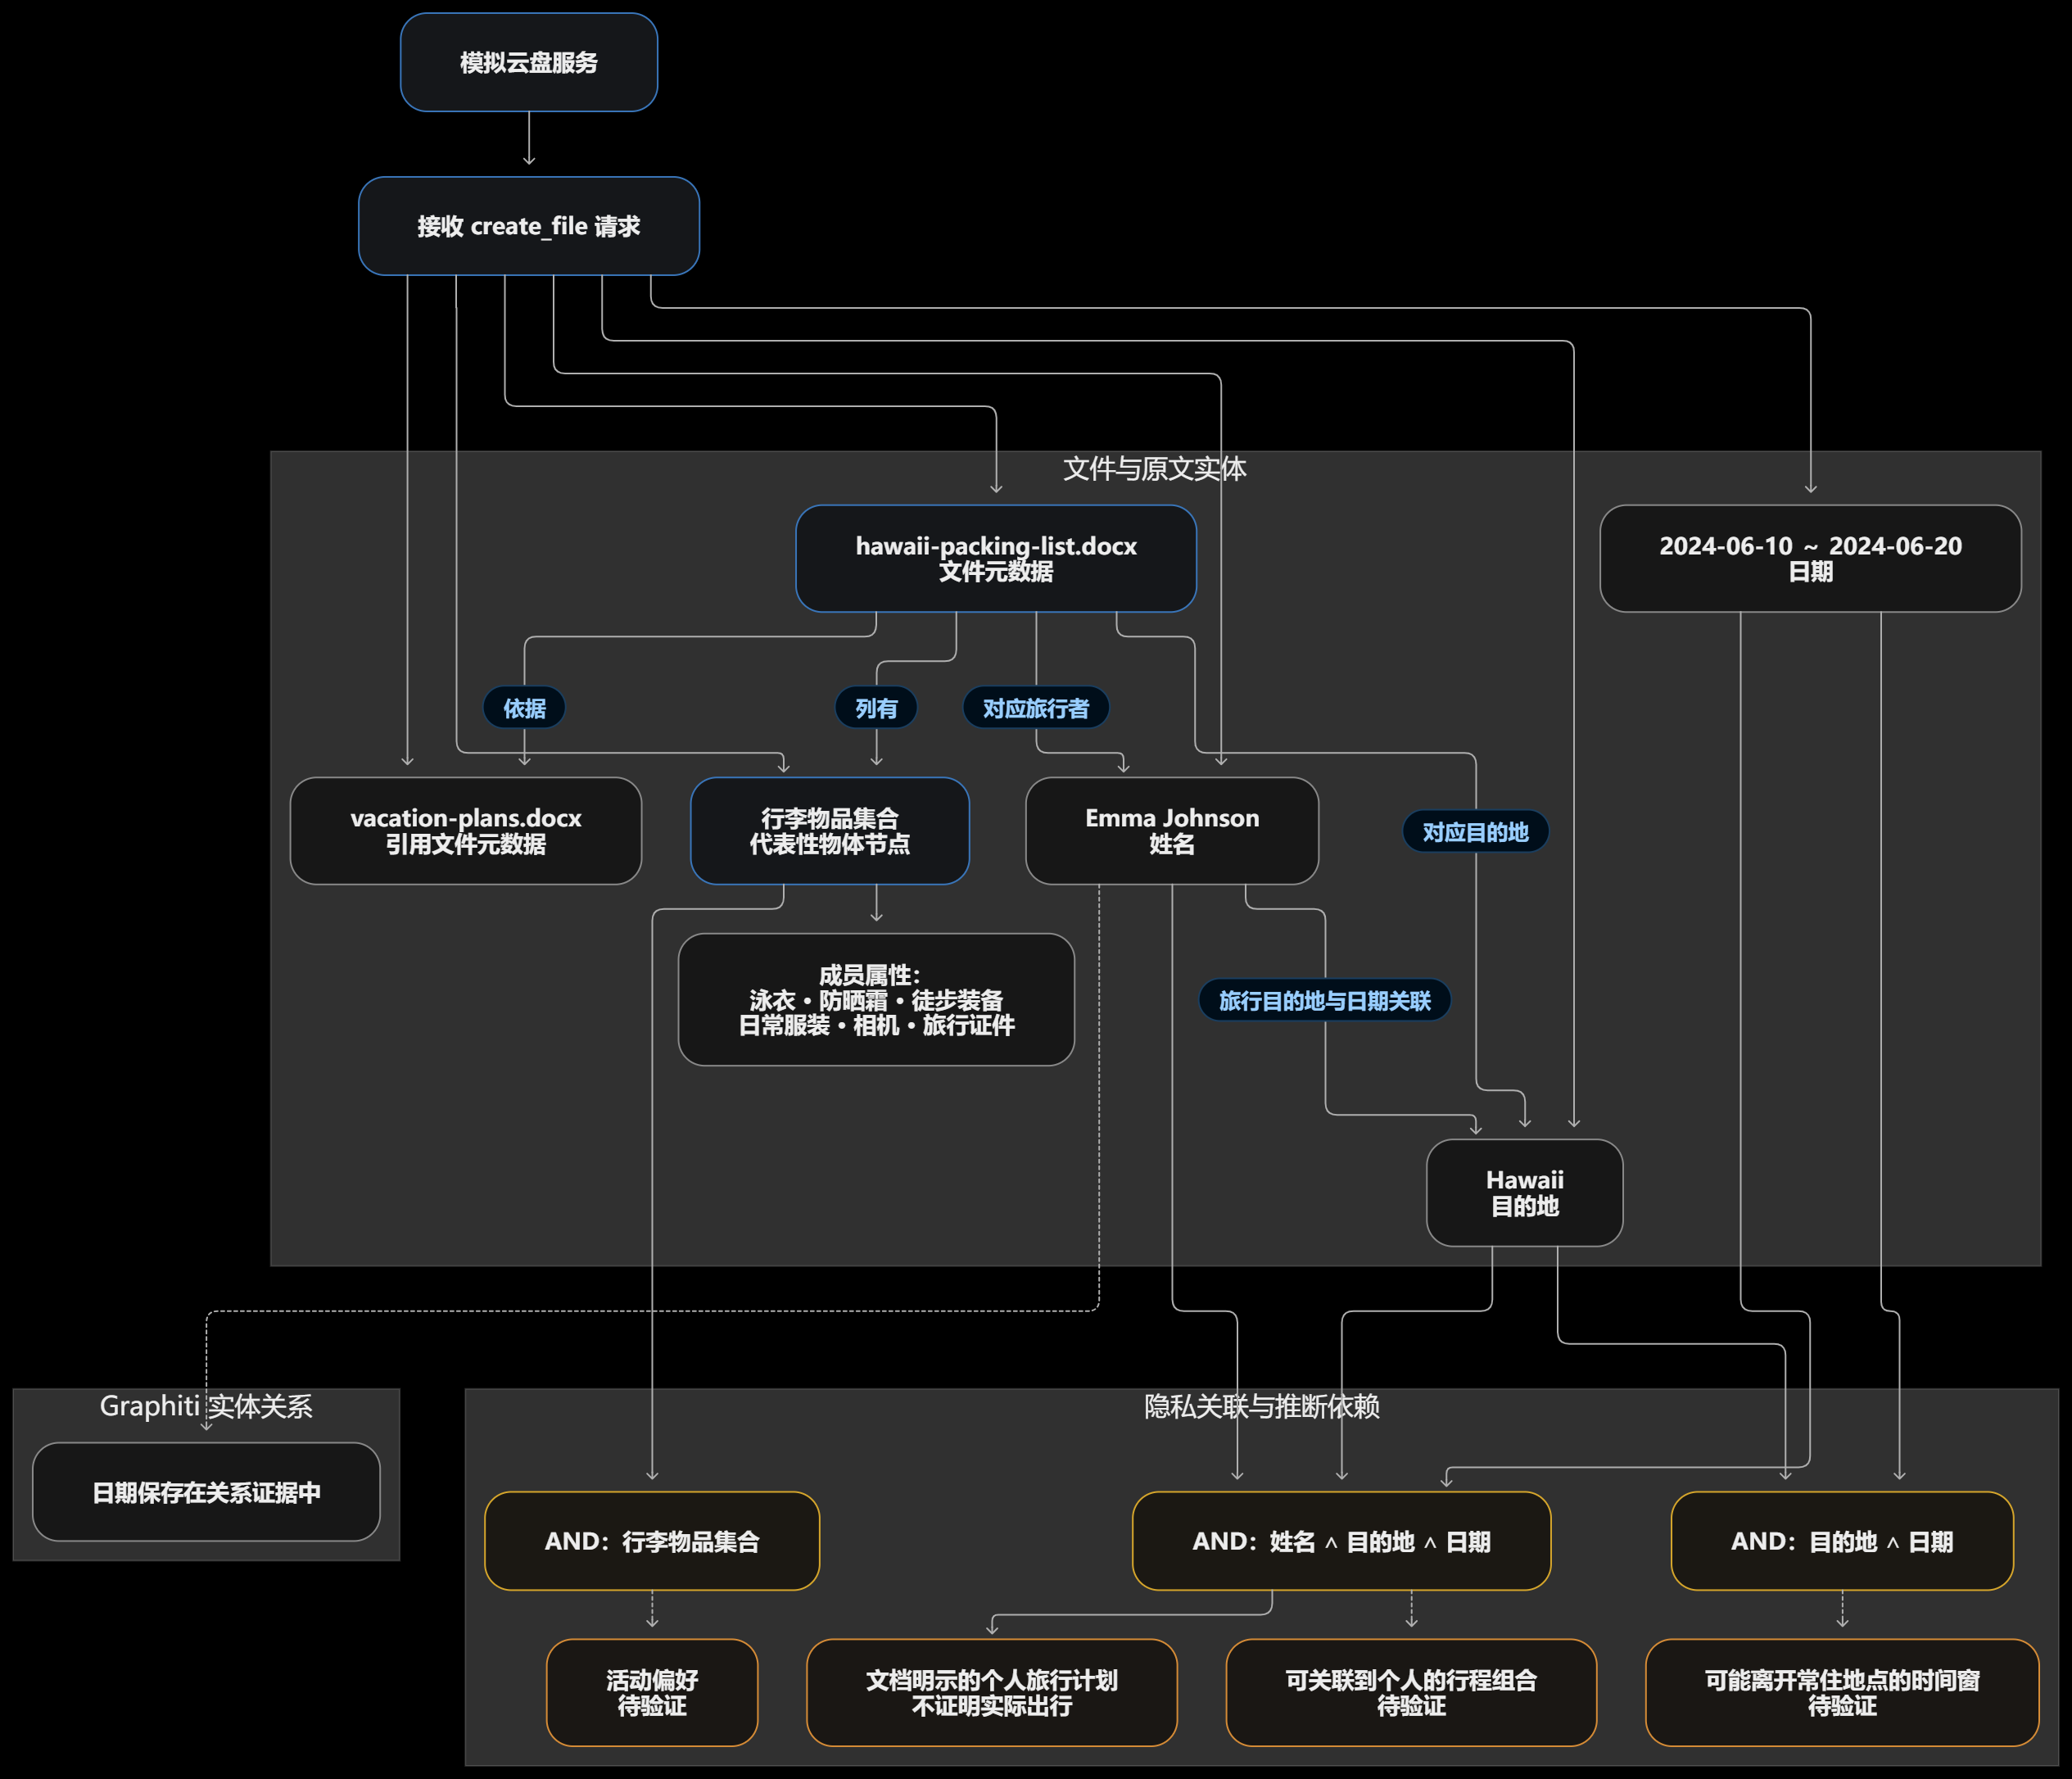 模拟云盘服务
接收 create_file 请求
文件与原文实体
hawaii-packing-list.docx
文件元数据
2024-06-10 ~ 2024-06-20
日期
依据
列有
对应旅行者
vacation-plans.docx
引用文件元数据
行李物品集合
代表性物体节点
Emma Johnson
姓名
对应目的地
成员属性：
泳衣 • 防晒霜 • 徒步装备
日常服装 • 相机 • 旅行证件
旅行目的地与日期关联
Hawaii
目的地
Graphiti 实体关系
日期保存在关系证据中
隐私关联与推断依赖
AND：行李物品集合
AND：姓名 ∧ 目的地 ∧ 日期
AND：目的地 ∧ 日期
活动偏好
待验证
文档明示的个人旅行计划
不证明实际出行
可关联到个人的行程组合
待验证
可能离开常住地点的时间窗
待验证